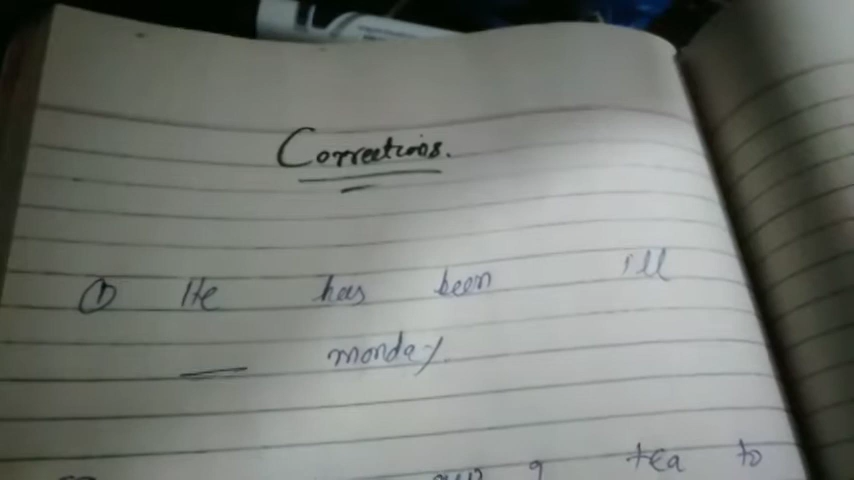 Corrections.
① He has been ill
___ monday.
tea to